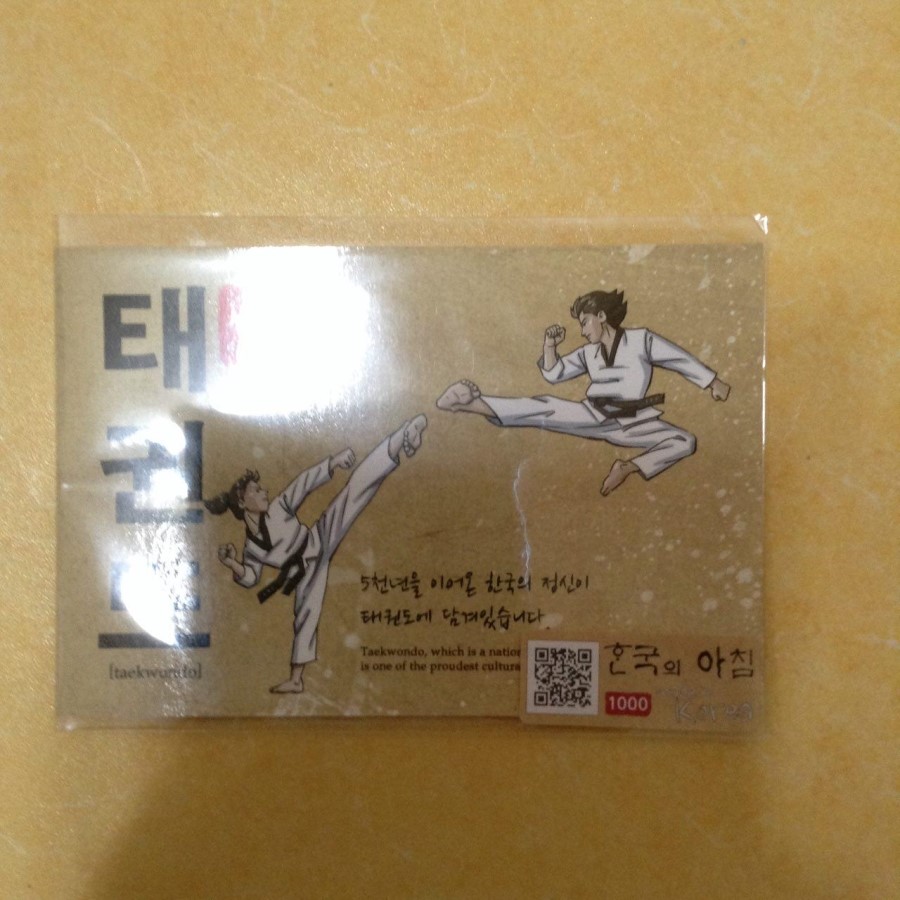 태
권
도
[taekwondo]
5천년을 이어온 한국의 정신이
태권도에 담겨있습니다.
Taekwondo, which is a nation
is one of the proudest cultura
한국의 아침
1000
Korea